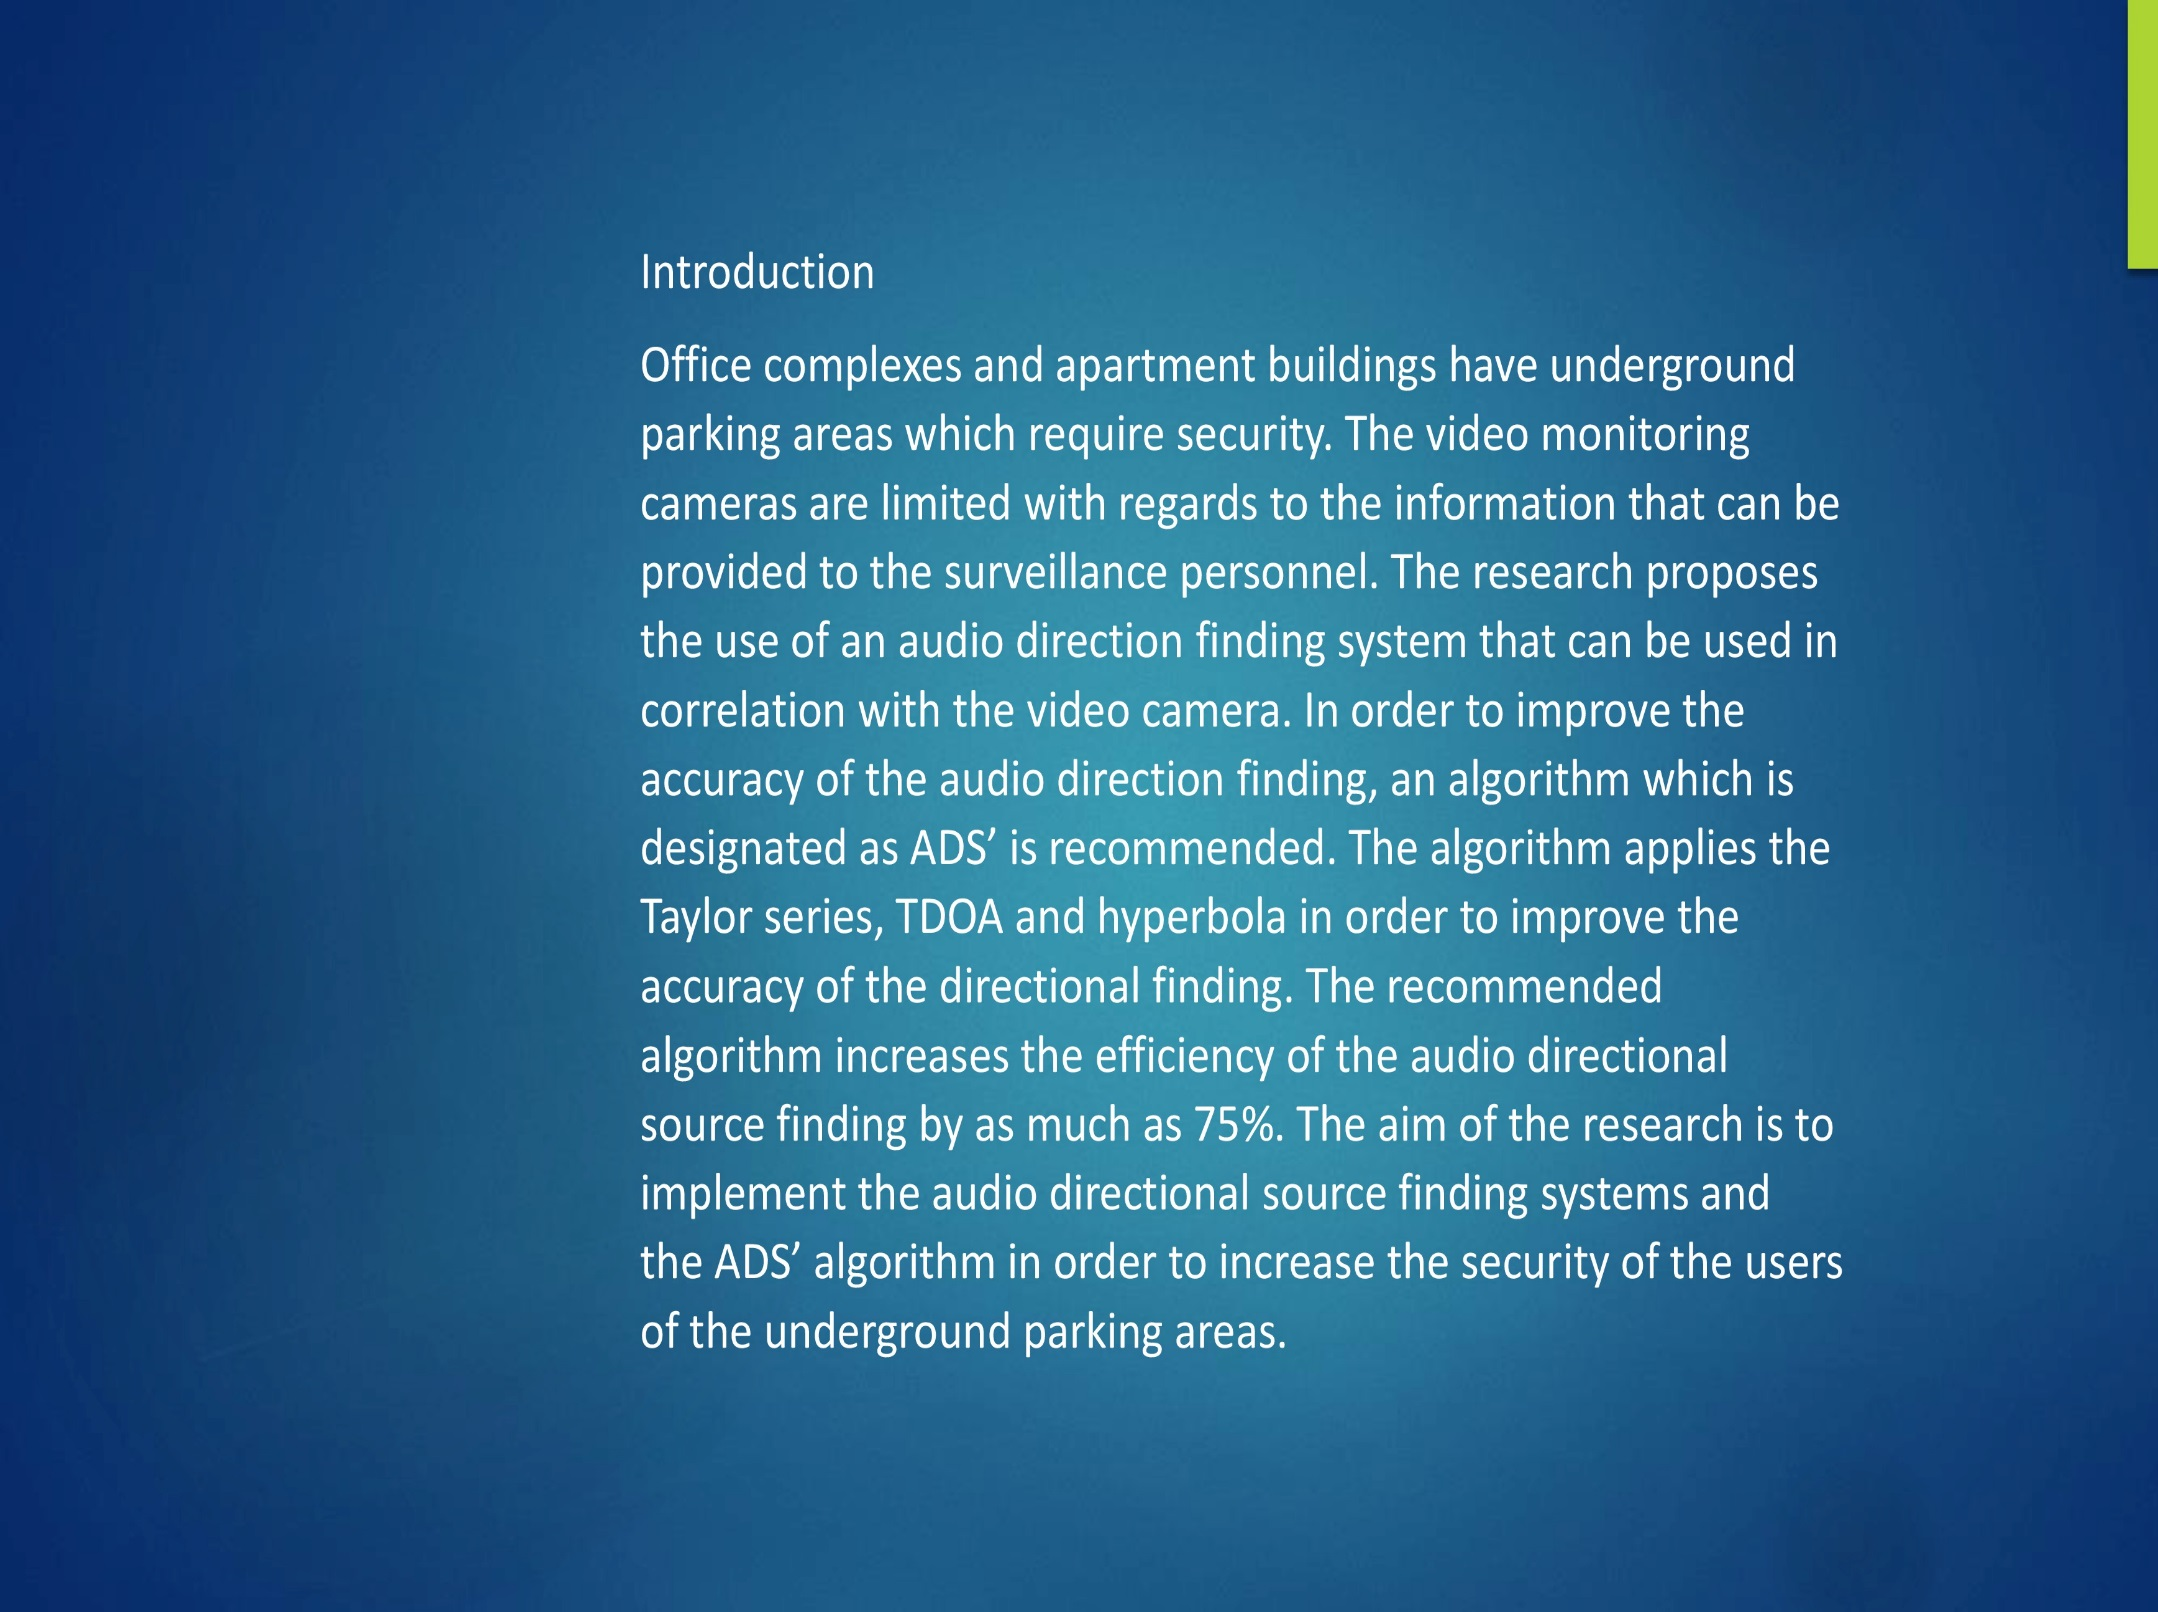 Introduction
Office complexes and apartment buildings have underground
parking areas which require security. The video monitoring
cameras are limited with regards to the information that can be
provided to the surveillance personnel. The research proposes
the use of an audio direction finding system that can be used in
correlation with the video camera. In order to improve the
accuracy of the audio direction finding, an algorithm which is
designated as ADS’ is recommended. The algorithm applies the
Taylor series, TDOA and hyperbola in order to improve the
accuracy of the directional finding. The recommended
algorithm increases the efficiency of the audio directional
source finding by as much as 75%. The aim of the research is to
implement the audio directional source finding systems and
the ADS’ algorithm in order to increase the security of the users
of the underground parking areas.